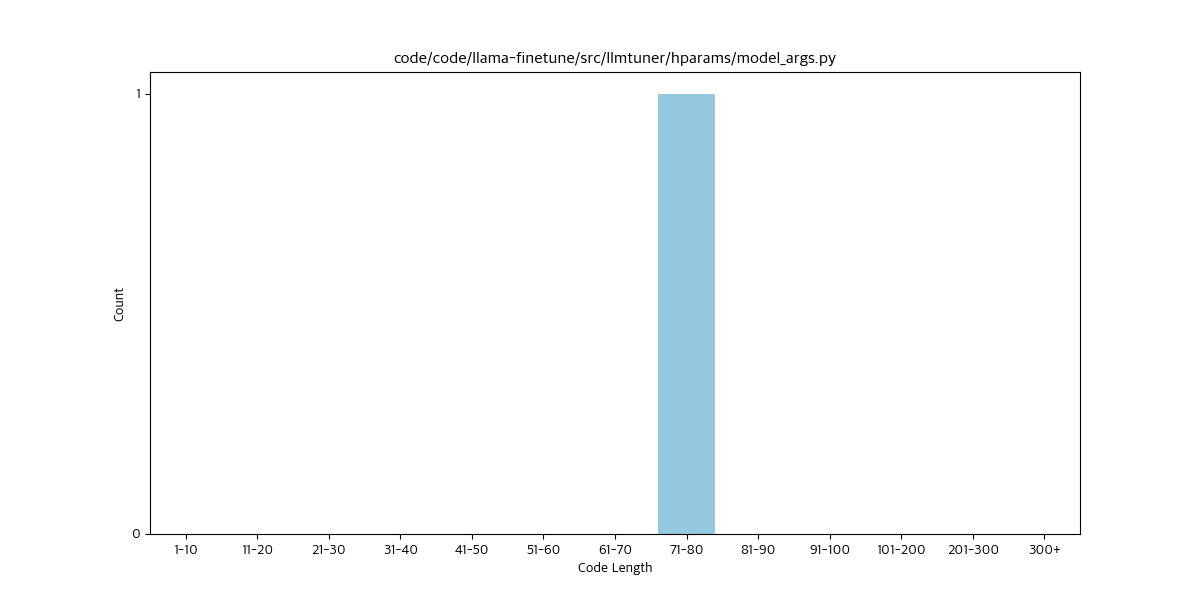 code/code/llama-finetune/src/llmtuner/hparams/model_args.py
1
Count
0
1-10 11-20 21-30 31-40 41-50 51-60 61-70 71-80 81-90 91-100 101-200 201-300 300+
Code Length